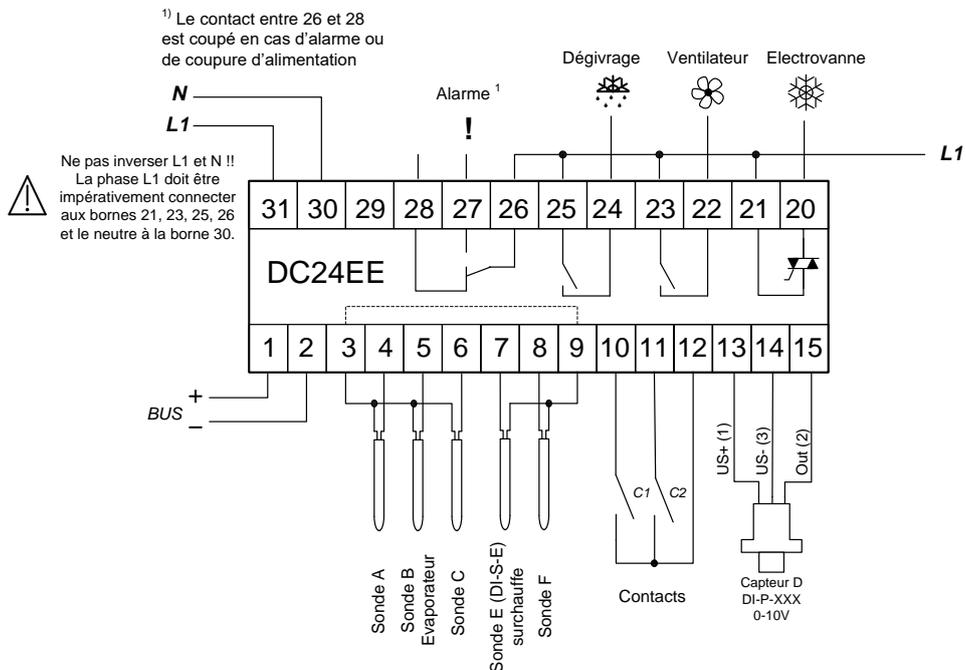 1) Le contact entre 26 et 28
est coupé en cas d'alarme ou
de coupure d'alimentation
Dégivrage
Ventilateur
Electrovanne
N
Alarme 1
!
L1
L1
Ne pas inverser L1 et N !!
La phase L1 doit être
impérativement connecter
aux bornes 21, 23, 25, 26
et le neutre à la borne 30.
31 30 29 28 27 26 25 24 23 22 21 20
DC24EE
1 2 3 4 5 6 7 8 9 10 11 12 13 14 15
+
BUS
–
US+ (1)
US- (3)
Out (2)
C1
C2
Sonde A
Sonde B
Evaporateur
Sonde C
Sonde E (DI-S-E)
surchauffe
Sonde F
Contacts
Capteur D
DI-P-XXX
0-10V